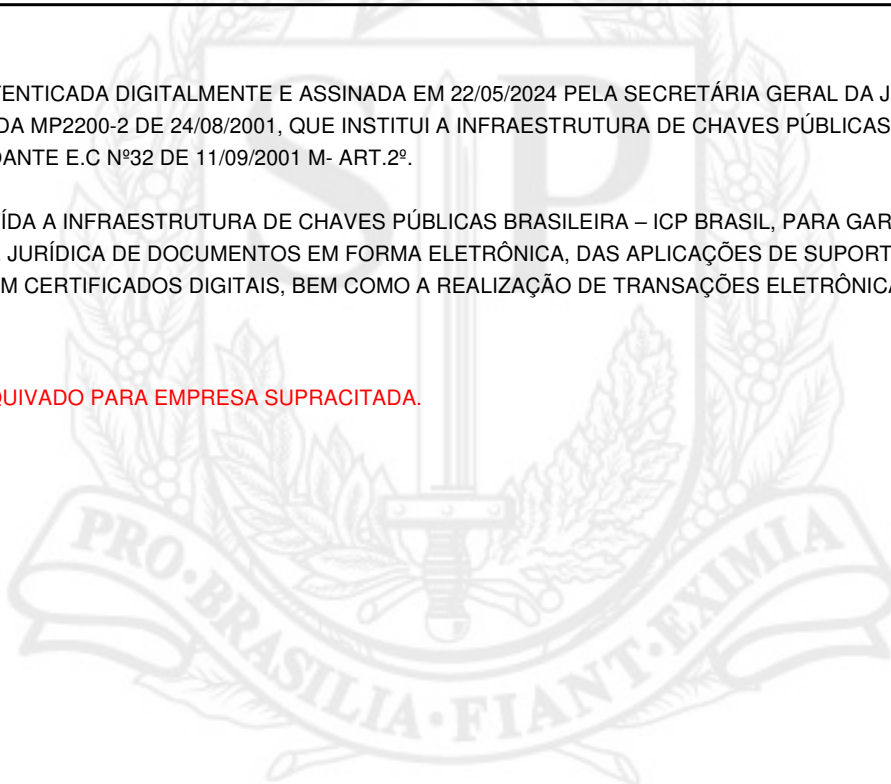 ENTICADA DIGITALMENTE E ASSINADA EM 22/05/2024 PELA SECRETÁRIA GERAL DA J
DA MP2200-2 DE 24/08/2001, QUE INSTITUI A INFRAESTRUTURA DE CHAVES PÚBLICAS
DANTE E.C Nº32 DE 11/09/2001 M- ART.2º.
ÍDA A INFRAESTRUTURA DE CHAVES PÚBLICAS BRASILEIRA – ICP BRASIL, PARA GAR
JURÍDICA DE DOCUMENTOS EM FORMA ELETRÔNICA, DAS APLICAÇÕES DE SUPORT
M CERTIFICADOS DIGITAIS, BEM COMO A REALIZAÇÃO DE TRANSAÇÕES ELETRÔNICA
QUIVADO PARA EMPRESA SUPRACITADA.
SP
PRO·BRASILIA·FIANT·EXIMIA